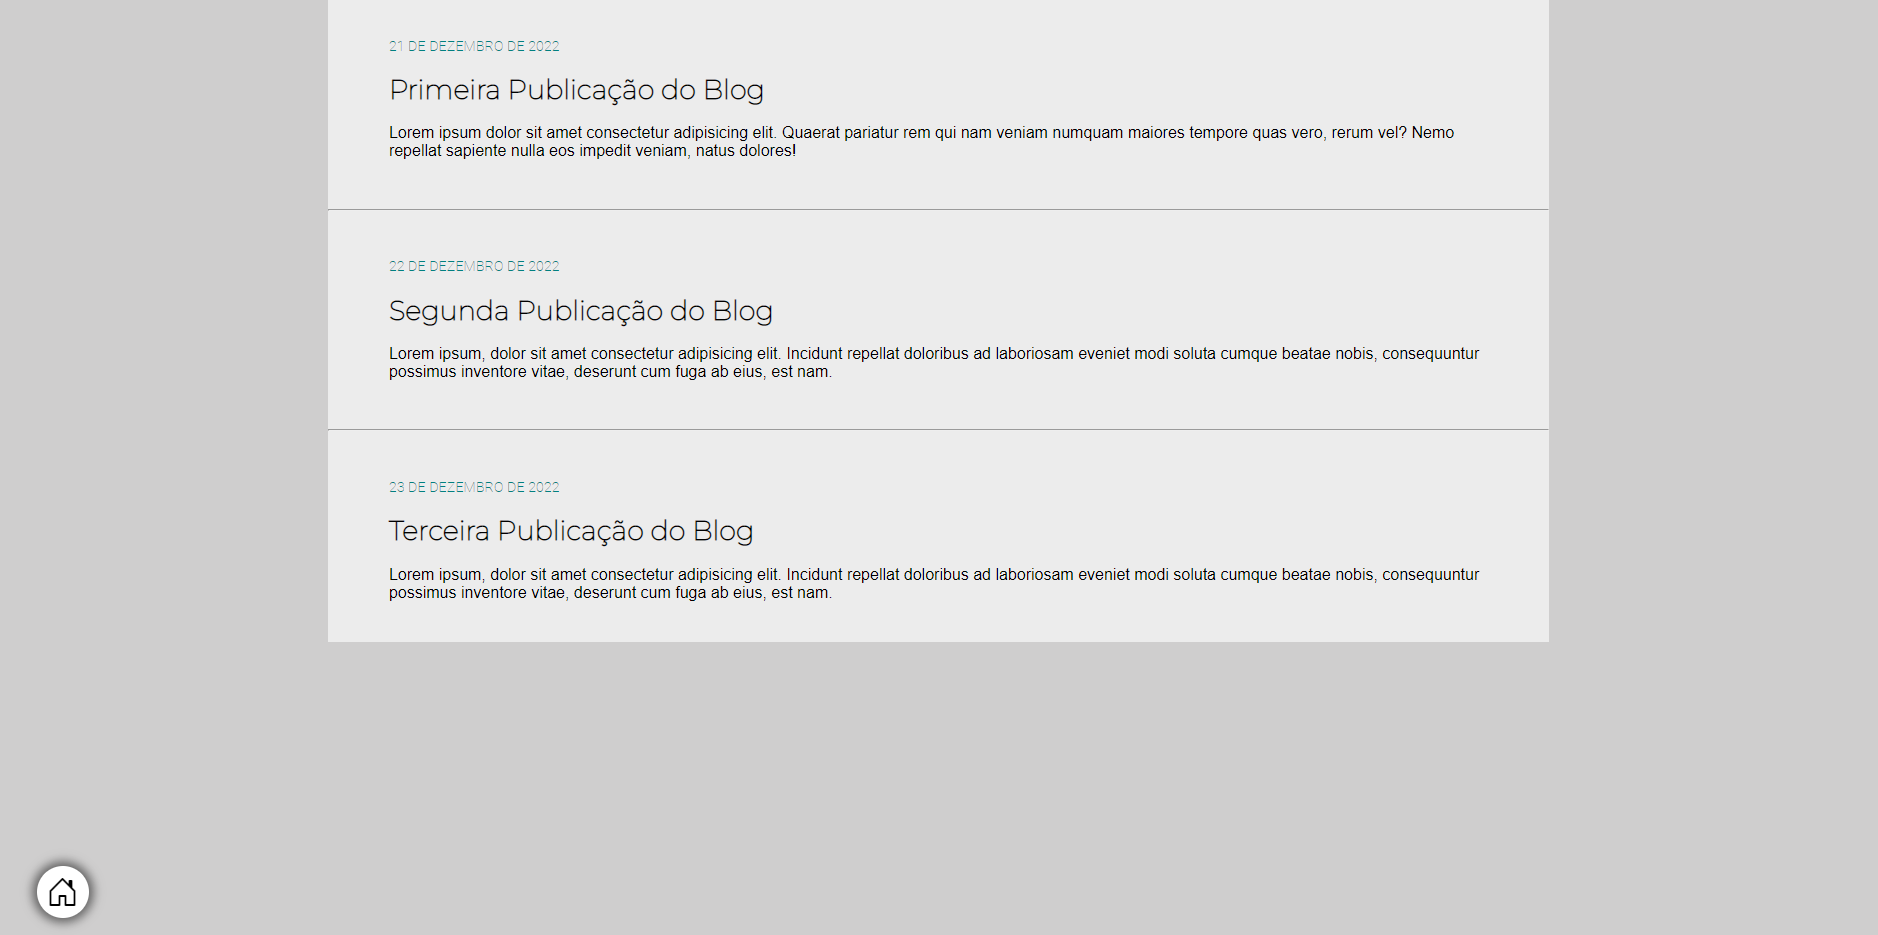 21 DE DEZEMBRO DE 2022
Primeira Publicação do Blog
Lorem ipsum dolor sit amet consectetur adipisicing elit. Quaerat pariatur rem qui nam veniam numquam maiores tempore quas vero, rerum vel? Nemo
repellat sapiente nulla eos impedit veniam, natus dolores!
22 DE DEZEMBRO DE 2022
Segunda Publicação do Blog
Lorem ipsum, dolor sit amet consectetur adipisicing elit. Incidunt repellat doloribus ad laboriosam eveniet modi soluta cumque beatae nobis, consequuntur
possimus inventore vitae, deserunt cum fuga ab eius, est nam.
23 DE DEZEMBRO DE 2022
Terceira Publicação do Blog
Lorem ipsum, dolor sit amet consectetur adipisicing elit. Incidunt repellat doloribus ad laboriosam eveniet modi soluta cumque beatae nobis, consequuntur
possimus inventore vitae, deserunt cum fuga ab eius, est nam.